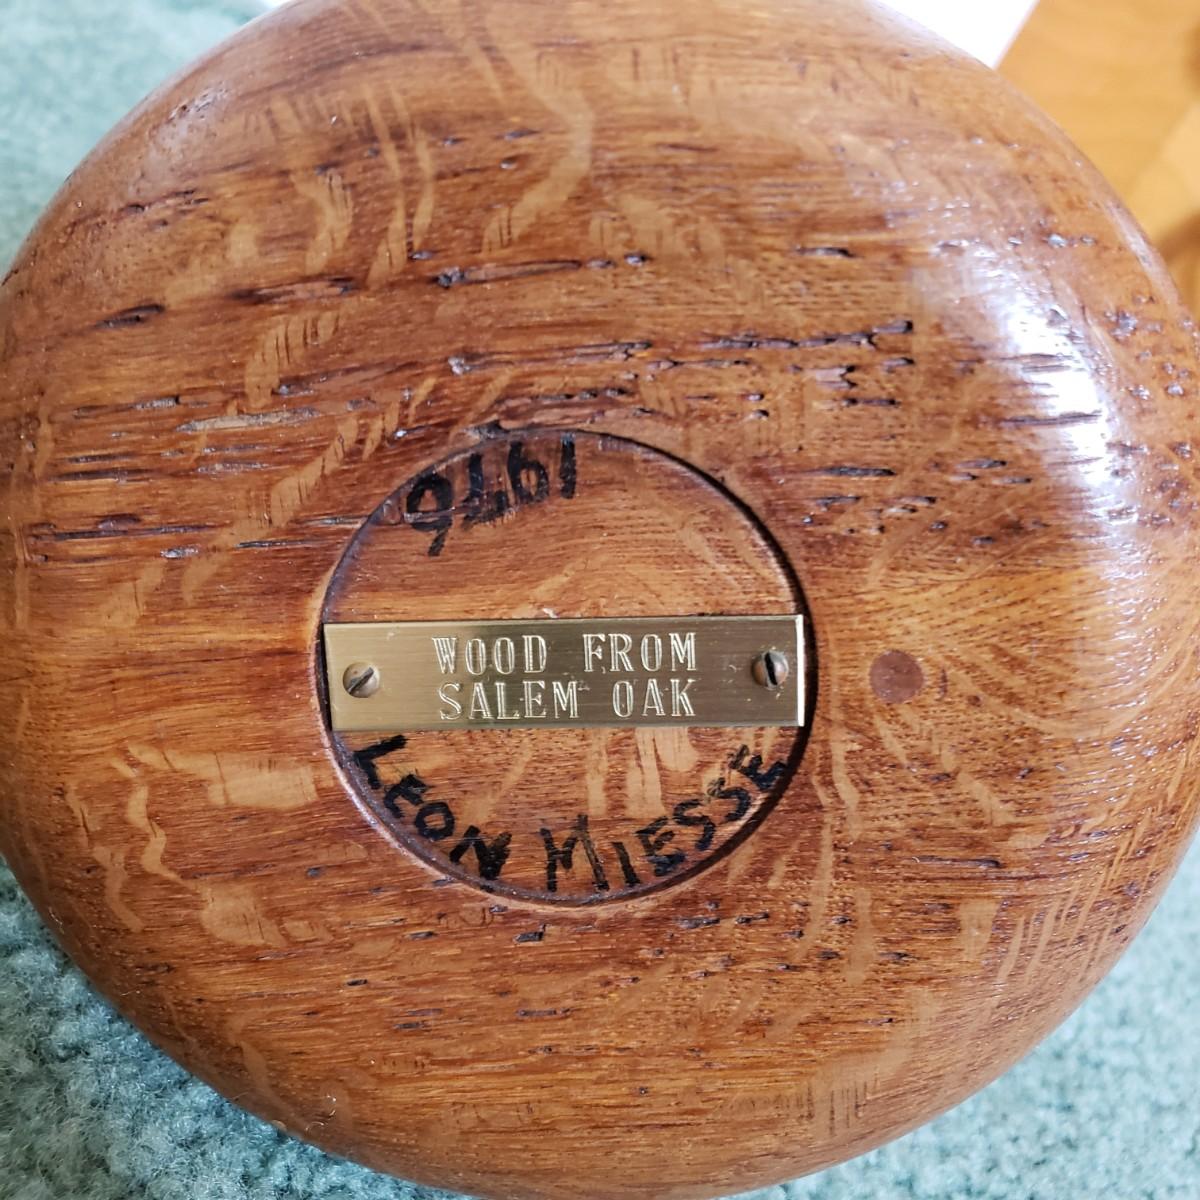 1976
WOOD FROM
SALEM OAK
LEON MIESSE